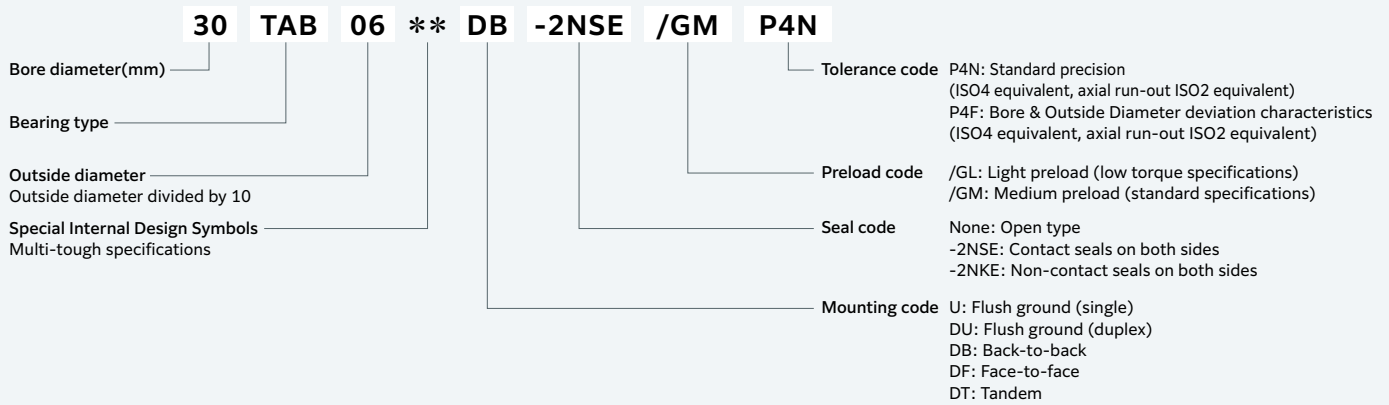 30 TAB 06 ** DB -2NSE /GM P4N
Bore diameter(mm)
Bearing type
Outside diameter
Outside diameter divided by 10
Special Internal Design Symbols
Multi-tough specifications
Tolerance code P4N: Standard precision
(ISO4 equivalent, axial run-out ISO2 equivalent)
P4F: Bore & Outside Diameter deviation characteristics
(ISO4 equivalent, axial run-out ISO2 equivalent)
Preload code /GL: Light preload (low torque specifications)
/GM: Medium preload (standard specifications)
Seal code None: Open type
-2NSE: Contact seals on both sides
-2NKE: Non-contact seals on both sides
Mounting code U: Flush ground (single)
DU: Flush ground (duplex)
DB: Back-to-back
DF: Face-to-face
DT: Tandem